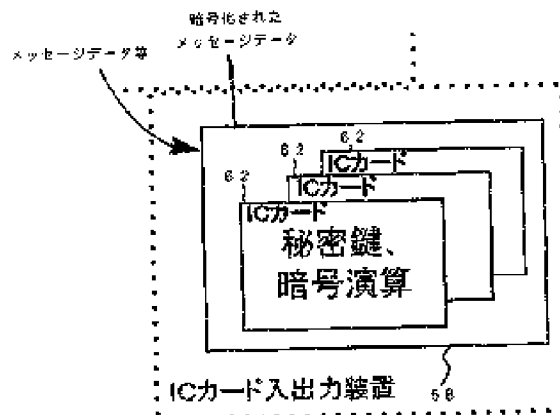 暗号化された
メッセージデータ
メッセージデータ等
62
ICカード
62
ICカード
62
ICカード
秘密鍵、
暗号演算
ICカード入出力装置
58